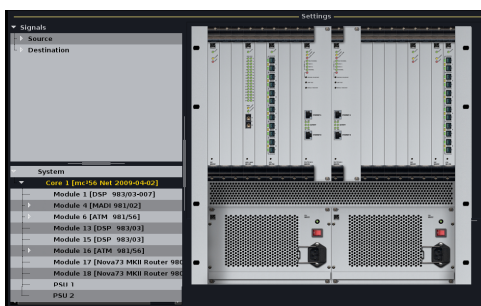 Settings
Signals
Source
Destination
System
Core 1 [mc²56 Net 2009-04-02]
Module 1 [DSP 983/03-007]
Module 4 [MADI 981/02]
Module 6 [ATM 981/56]
Module 13 [DSP 983/03]
Module 15 [DSP 983/03]
Module 16 [ATM 981/56]
Module 17 [Nova73 MKII Router 980
Module 18 [Nova73 MKII Router 980
PSU 1
PSU 2